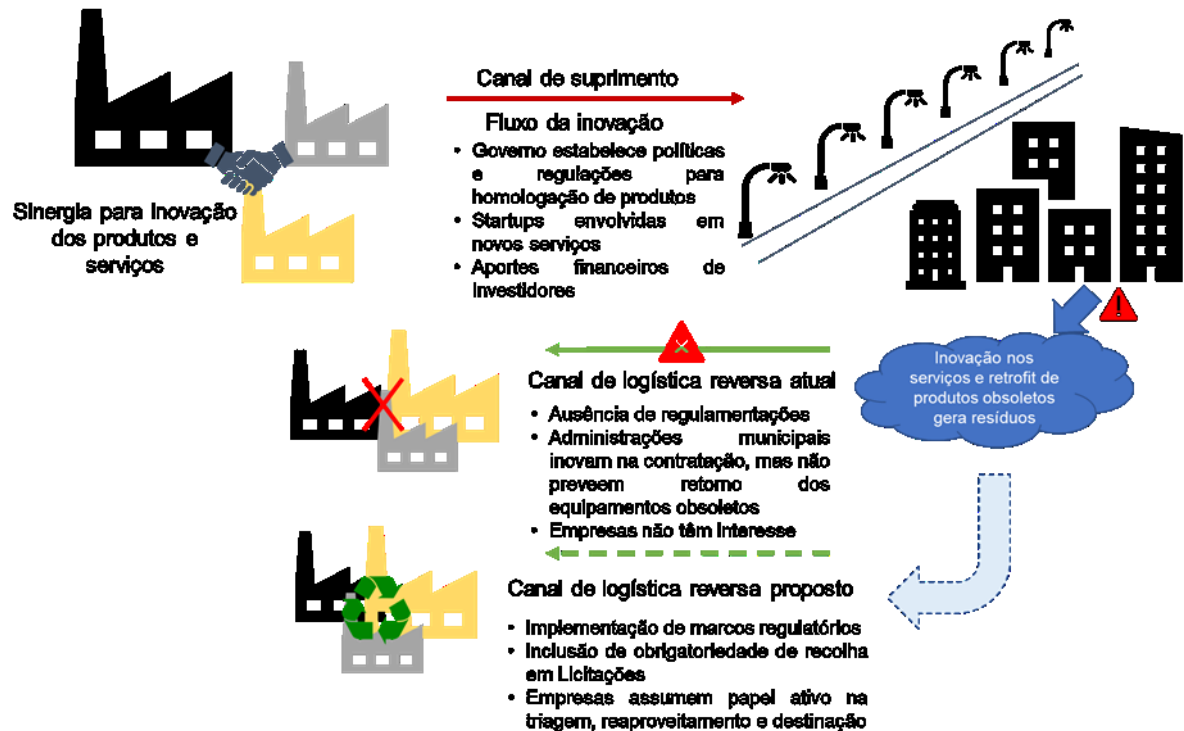 Canal de suprimento
Fluxo da inovação
• Governo estabelece políticas
e regulações para
homologação de produtos
• Startups envolvidas em
novos serviços
• Aportes financeiros de
investidores
Sinergia para inovação
dos produtos e
serviços
Inovação nos
serviços e retrofit de
produtos obsoletos
gera resíduos
Canal de logística reversa atual
• Ausência de regulamentações
• Administrações municipais
inovam na contratação, mas não
preveem retorno dos
equipamentos obsoletos
• Empresas não têm interesse
Canal de logística reversa proposto
• Implementação de marcos regulatórios
• Inclusão de obrigatoriedade de recolha
em Licitações
• Empresas assumem papel ativo na
triagem, reaproveitamento e destinação